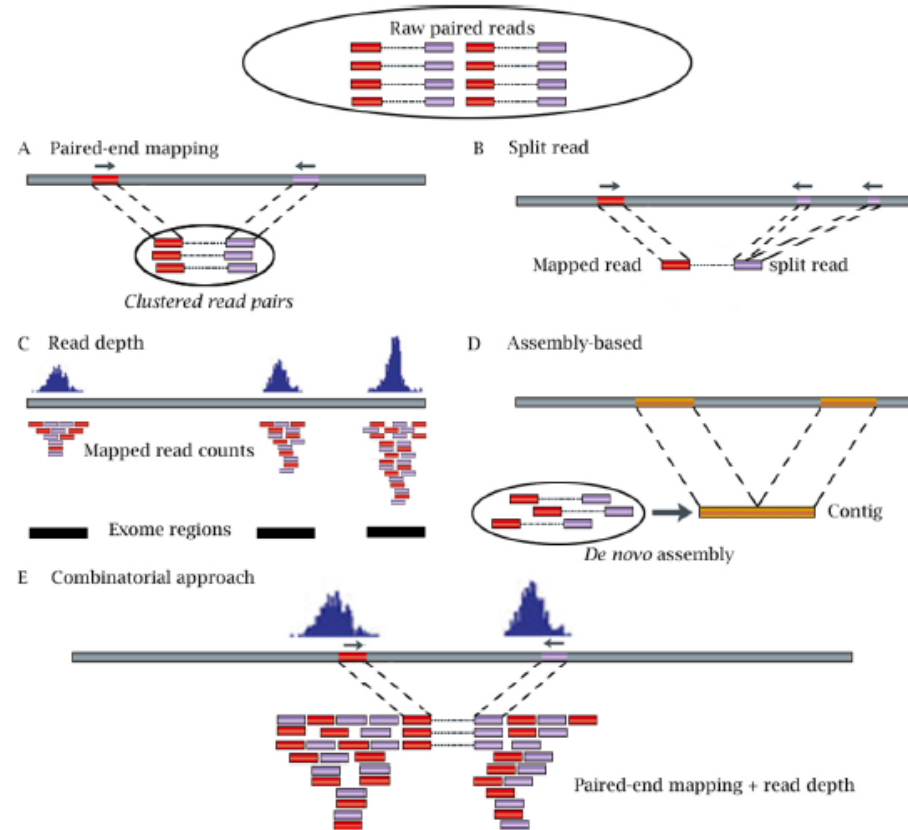 Raw paired reads
A Paired-end mapping
Clustered read pairs
B Split read
Mapped read
split read
C Read depth
Mapped read counts
Exome regions
D Assembly-based
Contig
De novo assembly
E Combinatorial approach
Paired-end mapping + read depth